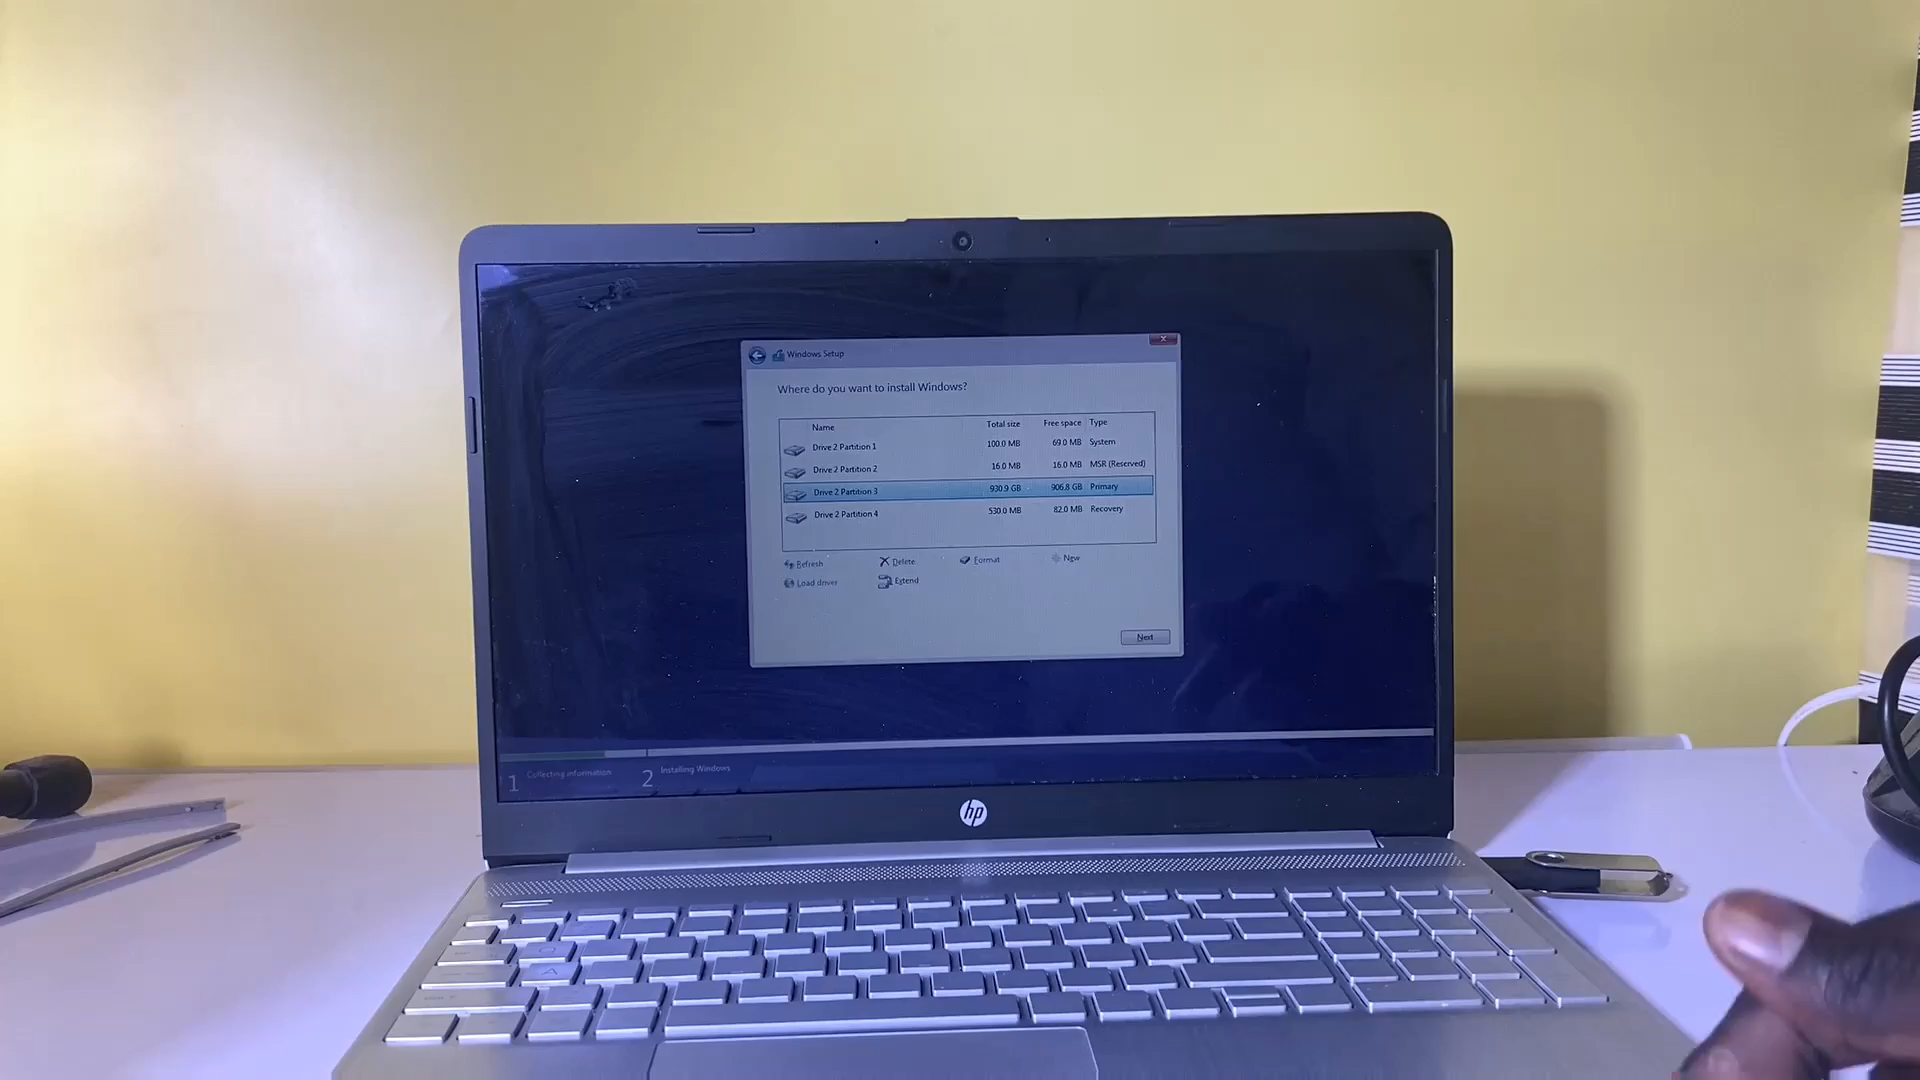 Windows Setup
Where do you want to install Windows?
Name Total size Free space Type
Drive 2 Partition 1 100.0 MB 69.0 MB System
Drive 2 Partition 2 16.0 MB 16.0 MB MSR (Reserved)
Drive 2 Partition 3 930.9 GB 906.8 GB Primary
Drive 2 Partition 4 530.0 MB 82.0 MB Recovery
Refresh Delete Format New
Load driver Extend
Next
1 Collecting information 2 Installing Windows
hp